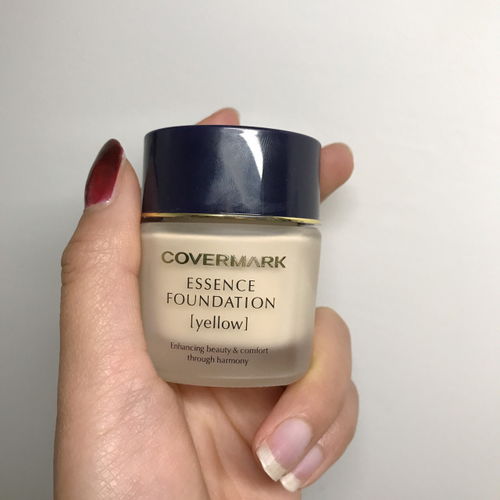 COVERMARK
ESSENCE
FOUNDATION
[yellow]
Enhancing beauty & comfort
through harmony